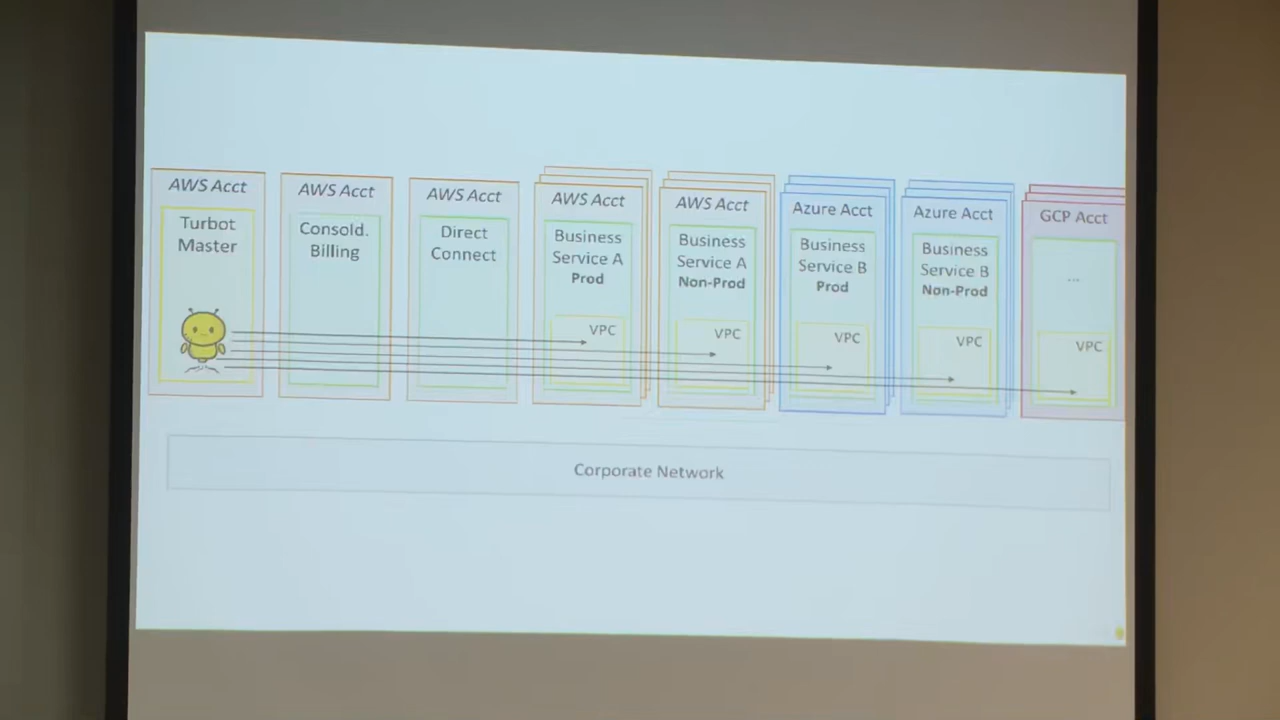 AWS Acct
Turbot
Master
AWS Acct
Consold.
Billing
AWS Acct
Direct
Connect
AWS Acct
Business
Service A
Prod
VPC
AWS Acct
Business
Service A
Non-Prod
VPC
Azure Acct
Business
Service B
Prod
VPC
Azure Acct
Business
Service B
Non-Prod
VPC
GCP Acct
...
VPC
Corporate Network